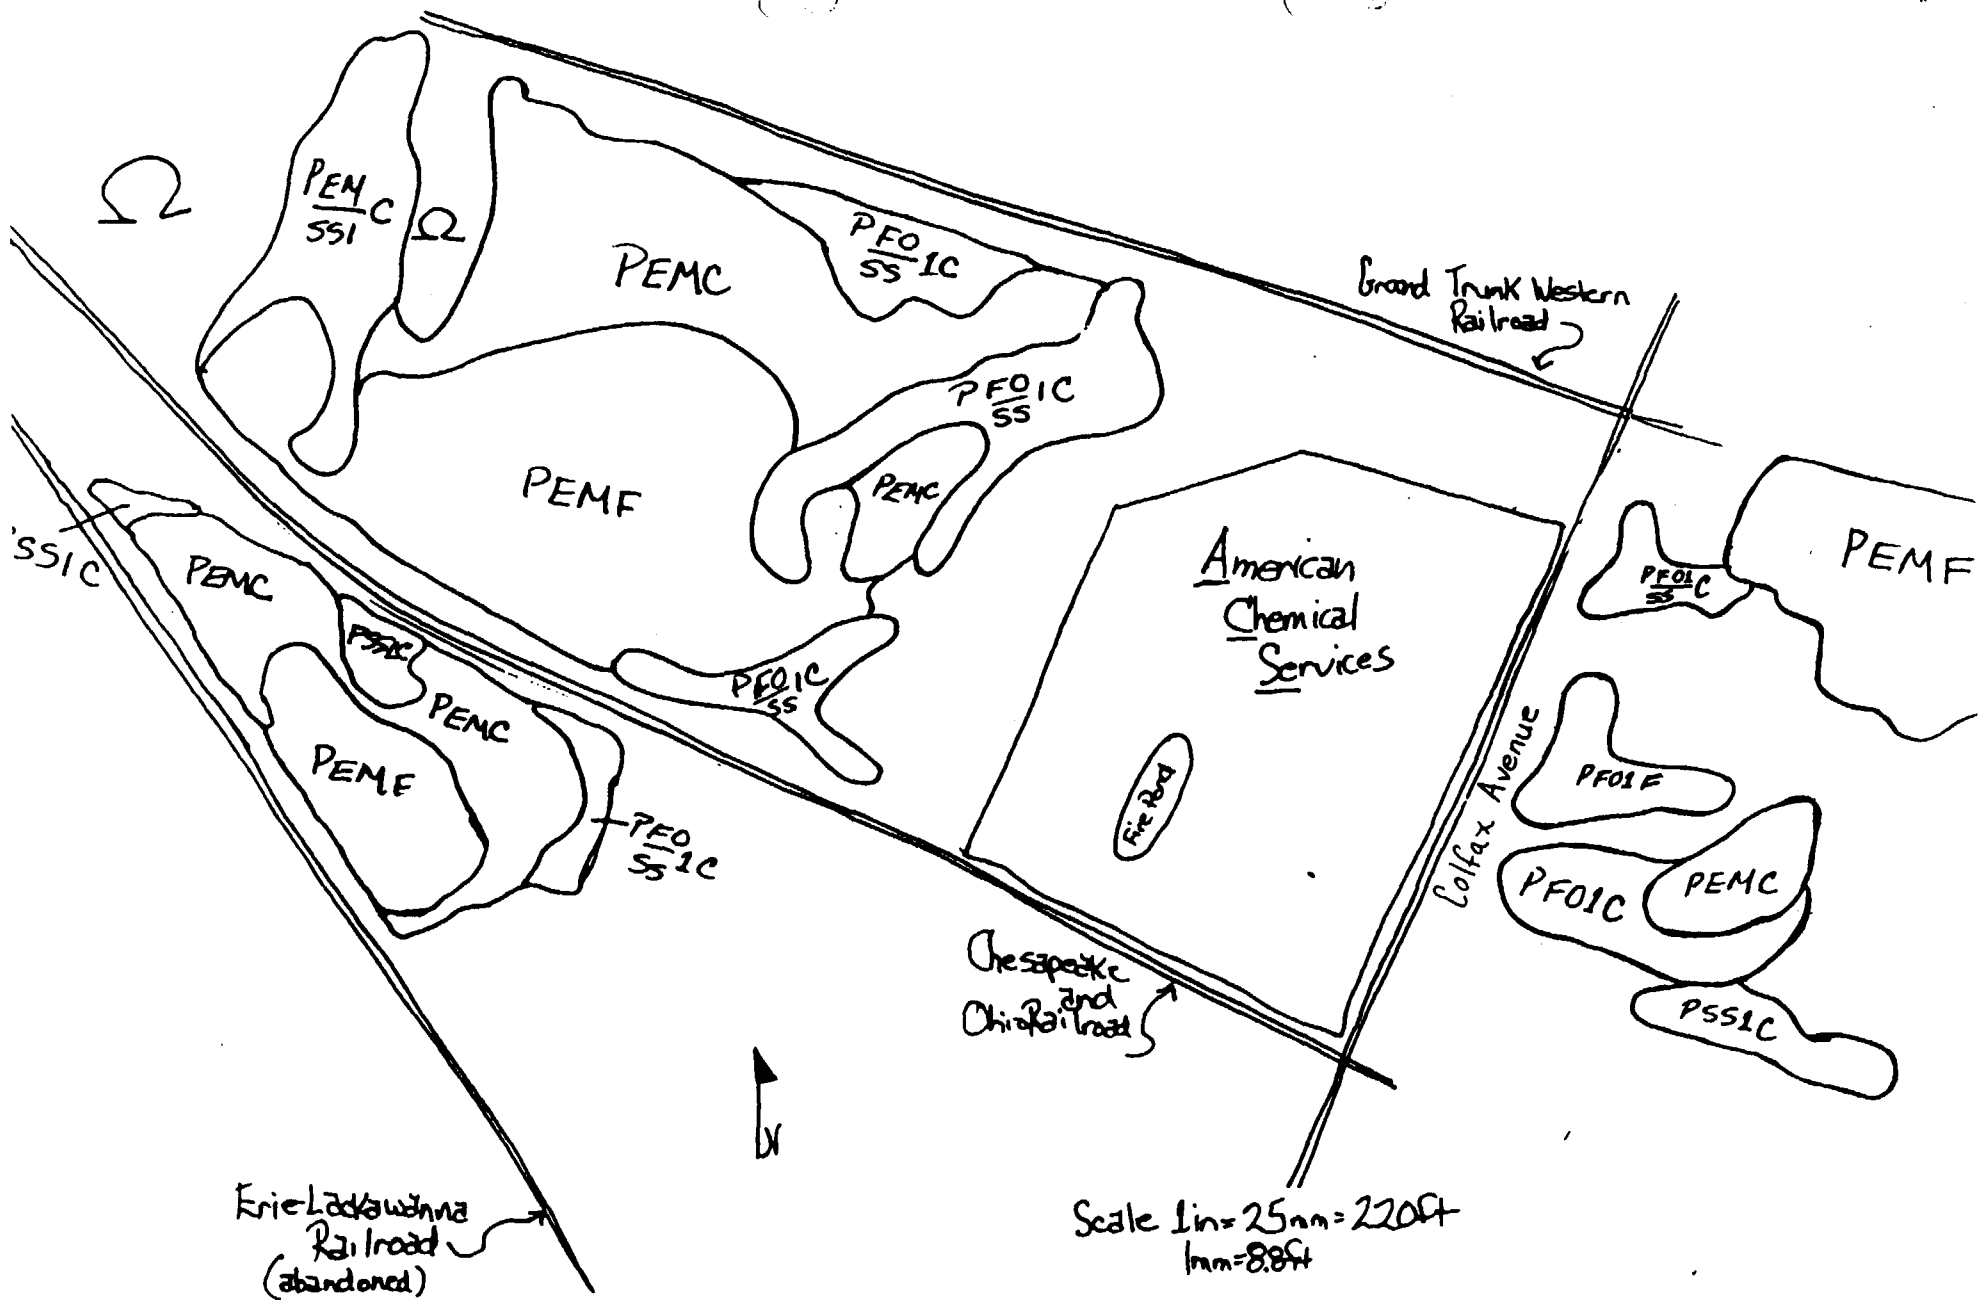 Ω
PEM C
SS1
Ω
PEMC
PFO 1C
SS
Grand Trunk Western
Railroad
PFO 1C
SS
PEMC
PEMF
PEMF
American
Chemical
Services
PFO1 C
SS
SS1C
PEMC
PSS1C
PEMC
PFO 1C
SS
PEMF
PFO 1C
SS
Fire Pond
Colfax Avenue
PFO1F
PFO1C
PEMC
PSS1C
Chesapeake
and
Ohio Railroad
N
Erie-Lackawanna
Railroad
(abandoned)
Scale 1in=25mm=220ft
1mm=8.8ft